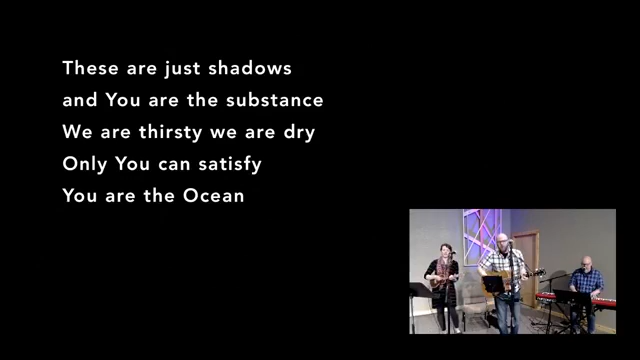 These are just shadows
and You are the substance
We are thirsty we are dry
Only You can satisfy
You are the Ocean